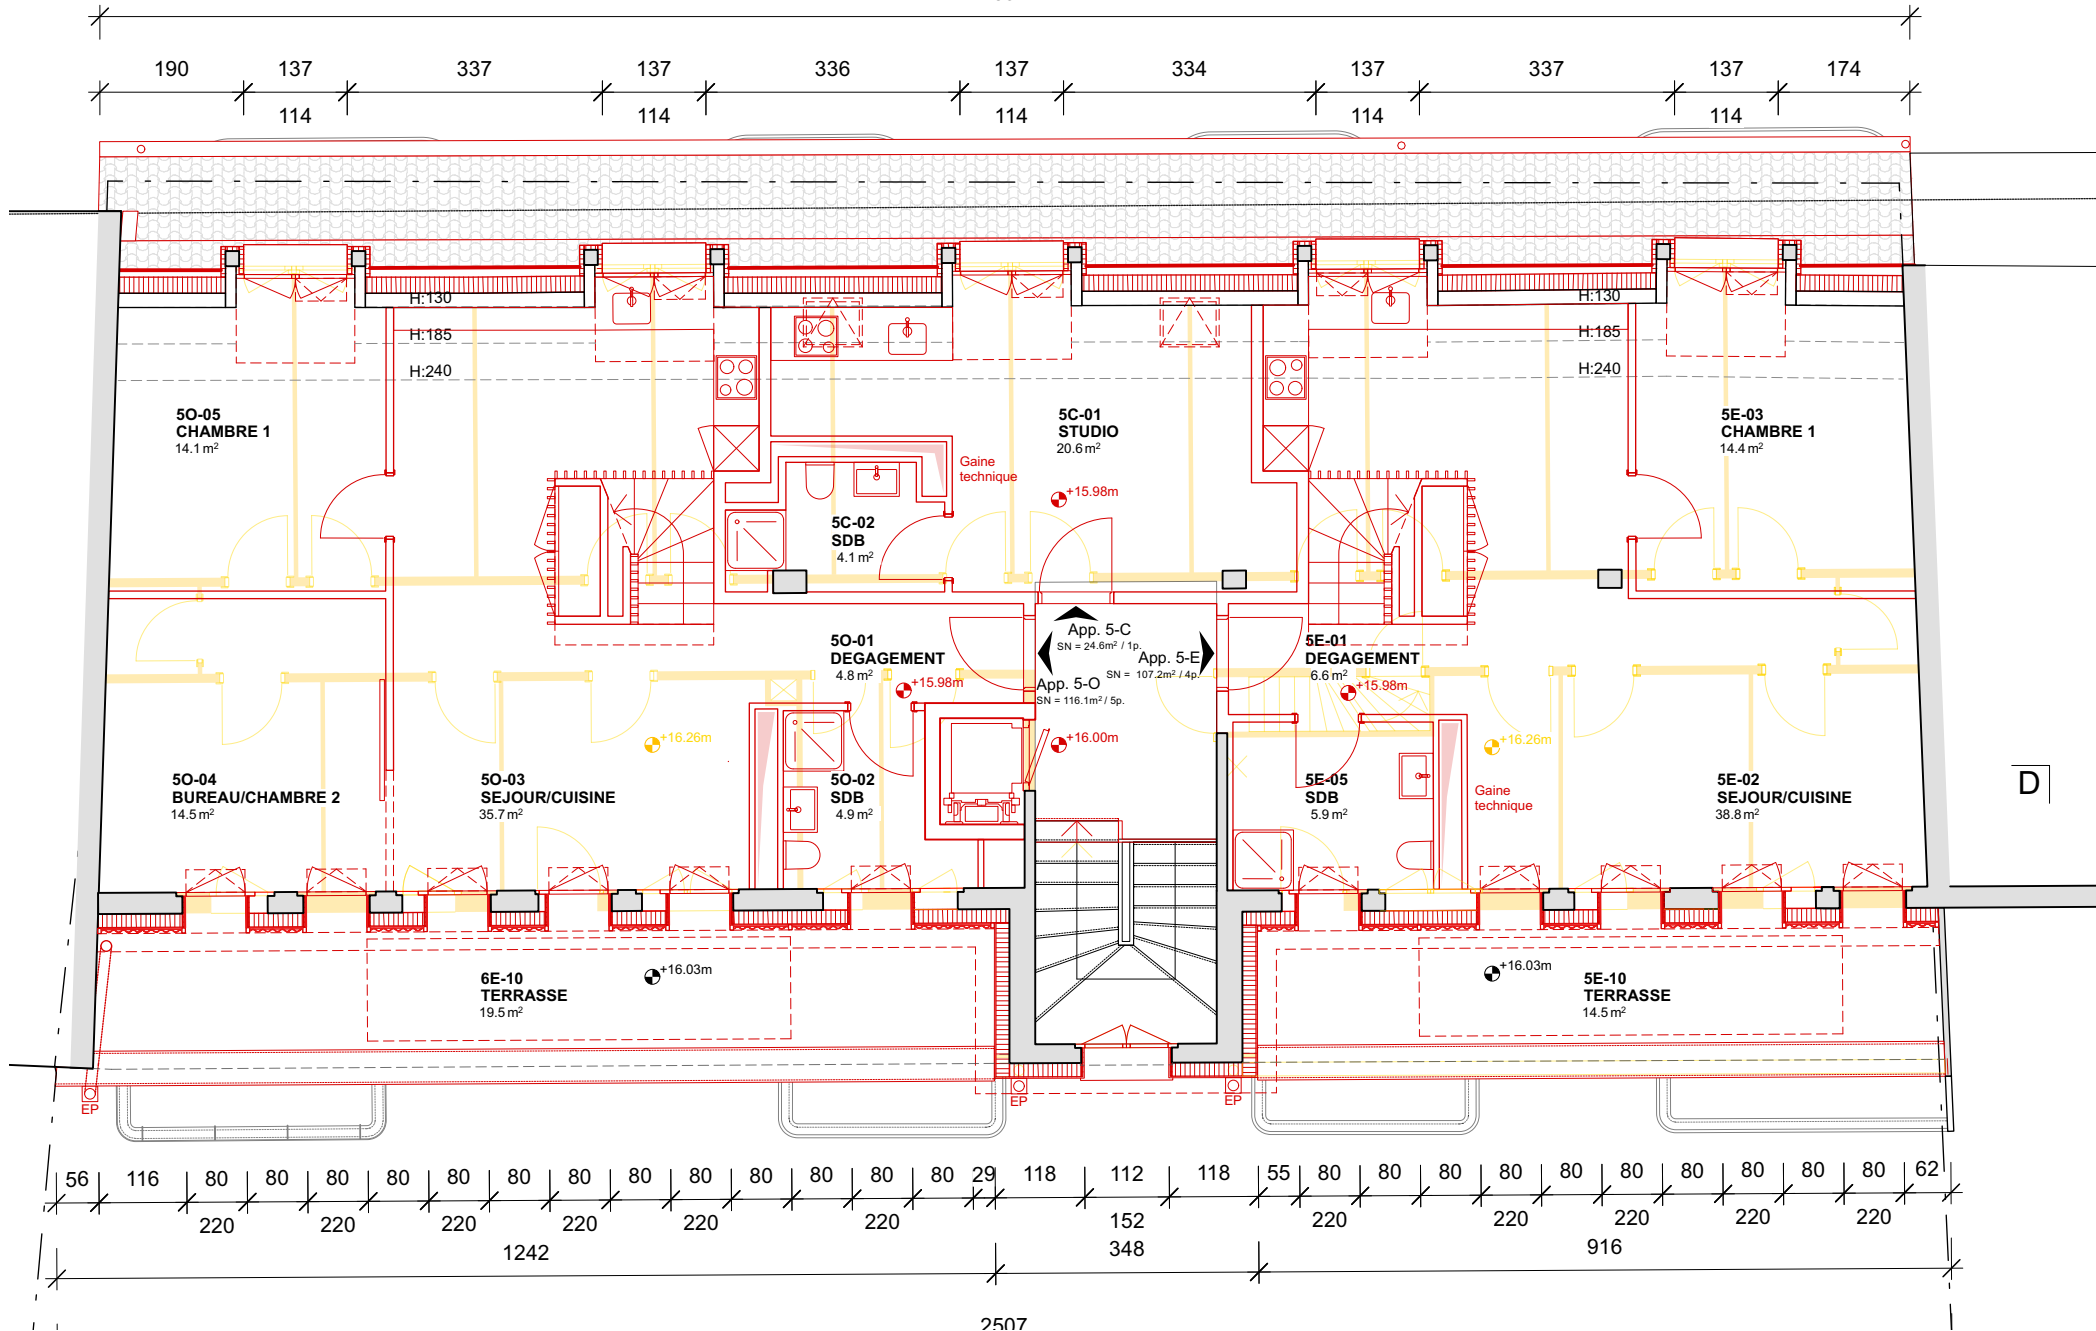 190 137 337 137 336 137 334 137 337 137 174
114 114 114 114 114
H:130
H:185
H:240
H:130
H:185
H:240
5O-05
CHAMBRE 1
14.1 m²
5C-01
STUDIO
20.6 m²
5E-03
CHAMBRE 1
14.4 m²
Gaine
technique
+15.98m
5C-02
SDB
4.1 m²
App. 5-C
SN = 24.6m² / 1p.
App. 5-E
SN = 107.2m² / 4p.
App. 5-O
SN = 116.1m² / 5p.
5O-01
DEGAGEMENT
4.8 m²
+15.98m
5E-01
DEGAGEMENT
6.6 m²
+15.98m
+16.26m
+16.00m
+16.26m
5O-04
BUREAU/CHAMBRE 2
14.5 m²
5O-03
SEJOUR/CUISINE
35.7 m²
5O-02
SDB
4.9 m²
5E-05
SDB
5.9 m²
Gaine
technique
5E-02
SEJOUR/CUISINE
38.8 m²
D
6E-10
TERRASSE
19.5 m²
+16.03m
+16.03m
5E-10
TERRASSE
14.5 m²
EP
EP
EP
56 116 80 80 80 80 80 80 80 80 80 80 80 80 80 29 118 112 118 55 80 80 80 80 80 80 80 80 80 80 62
220 220 220 220 220 220 152 220 220 220 220 220
1242 348 916
2507